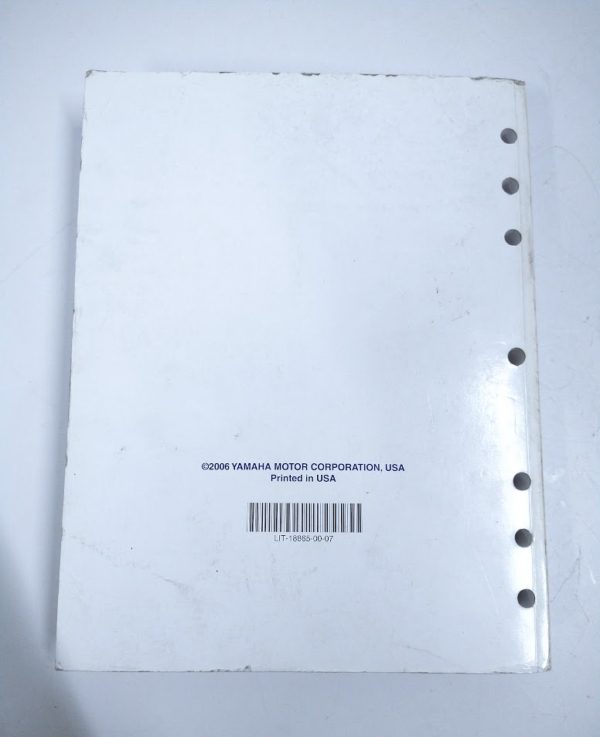 ©2006 YAMAHA MOTOR CORPORATION, USA
Printed in USA
LIT-18865-00-07